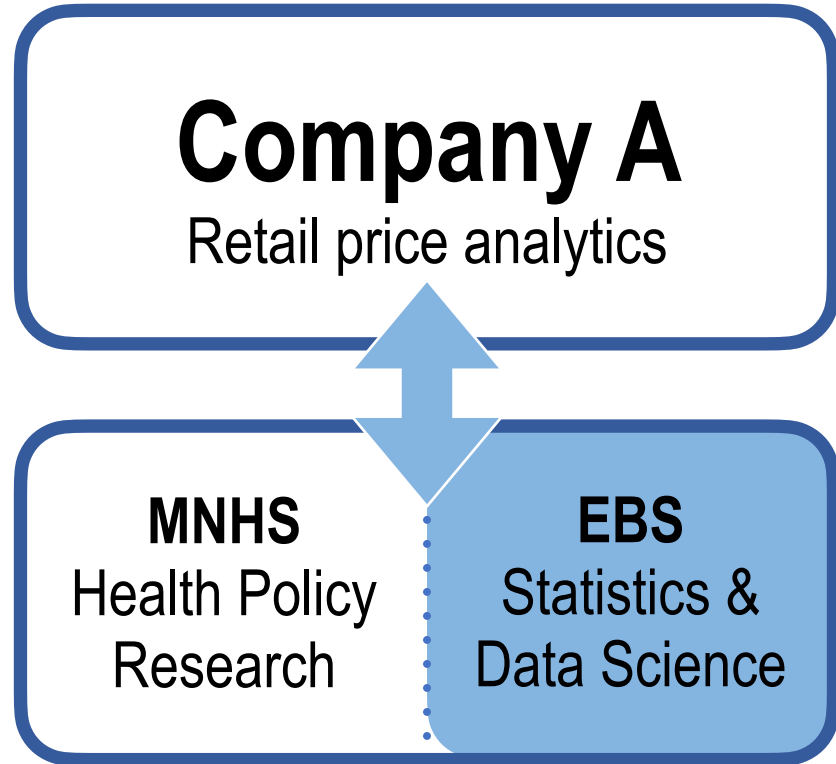 Company A
Retail price analytics
MNHS
Health Policy
Research
EBS
Statistics &
Data Science